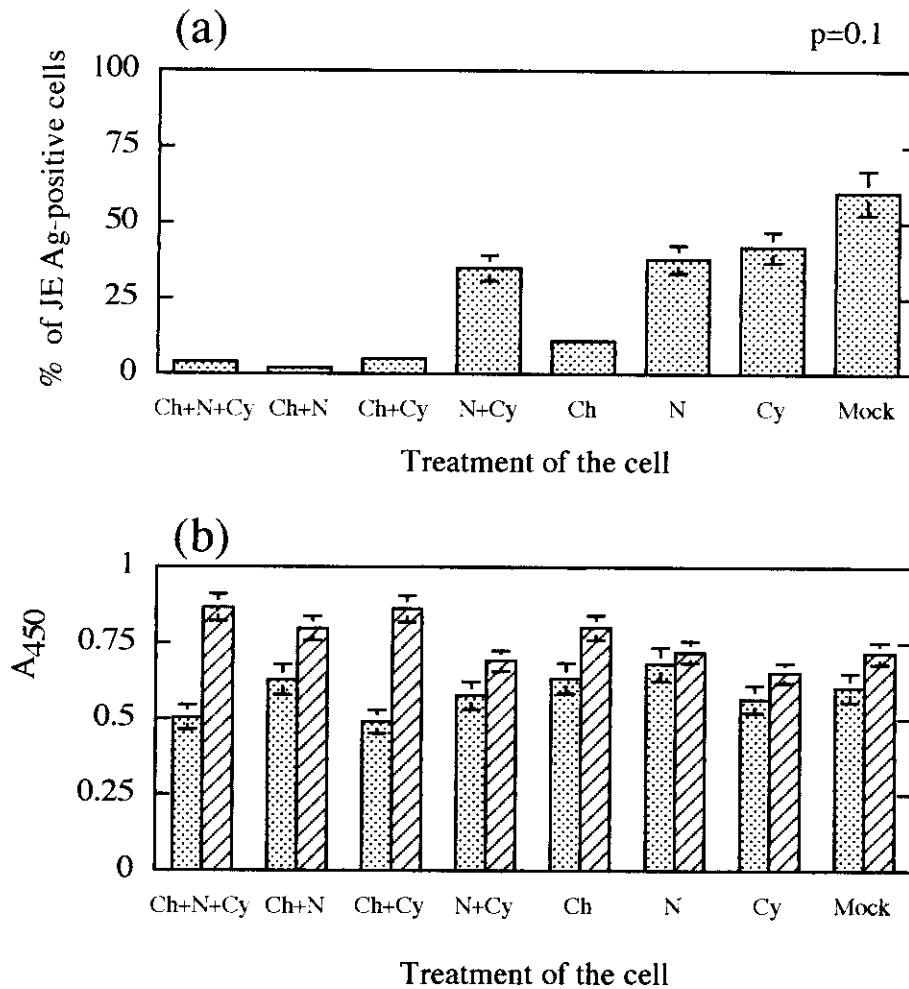 (a)
p=0.1
% of JE Ag-positive cells
100
75
50
25
0
Ch+N+Cy Ch+N Ch+Cy N+Cy Ch N Cy Mock
Treatment of the cell
(b)
A450
1
0.75
0.5
0.25
0
Ch+N+Cy Ch+N Ch+Cy N+Cy Ch N Cy Mock
Treatment of the cell